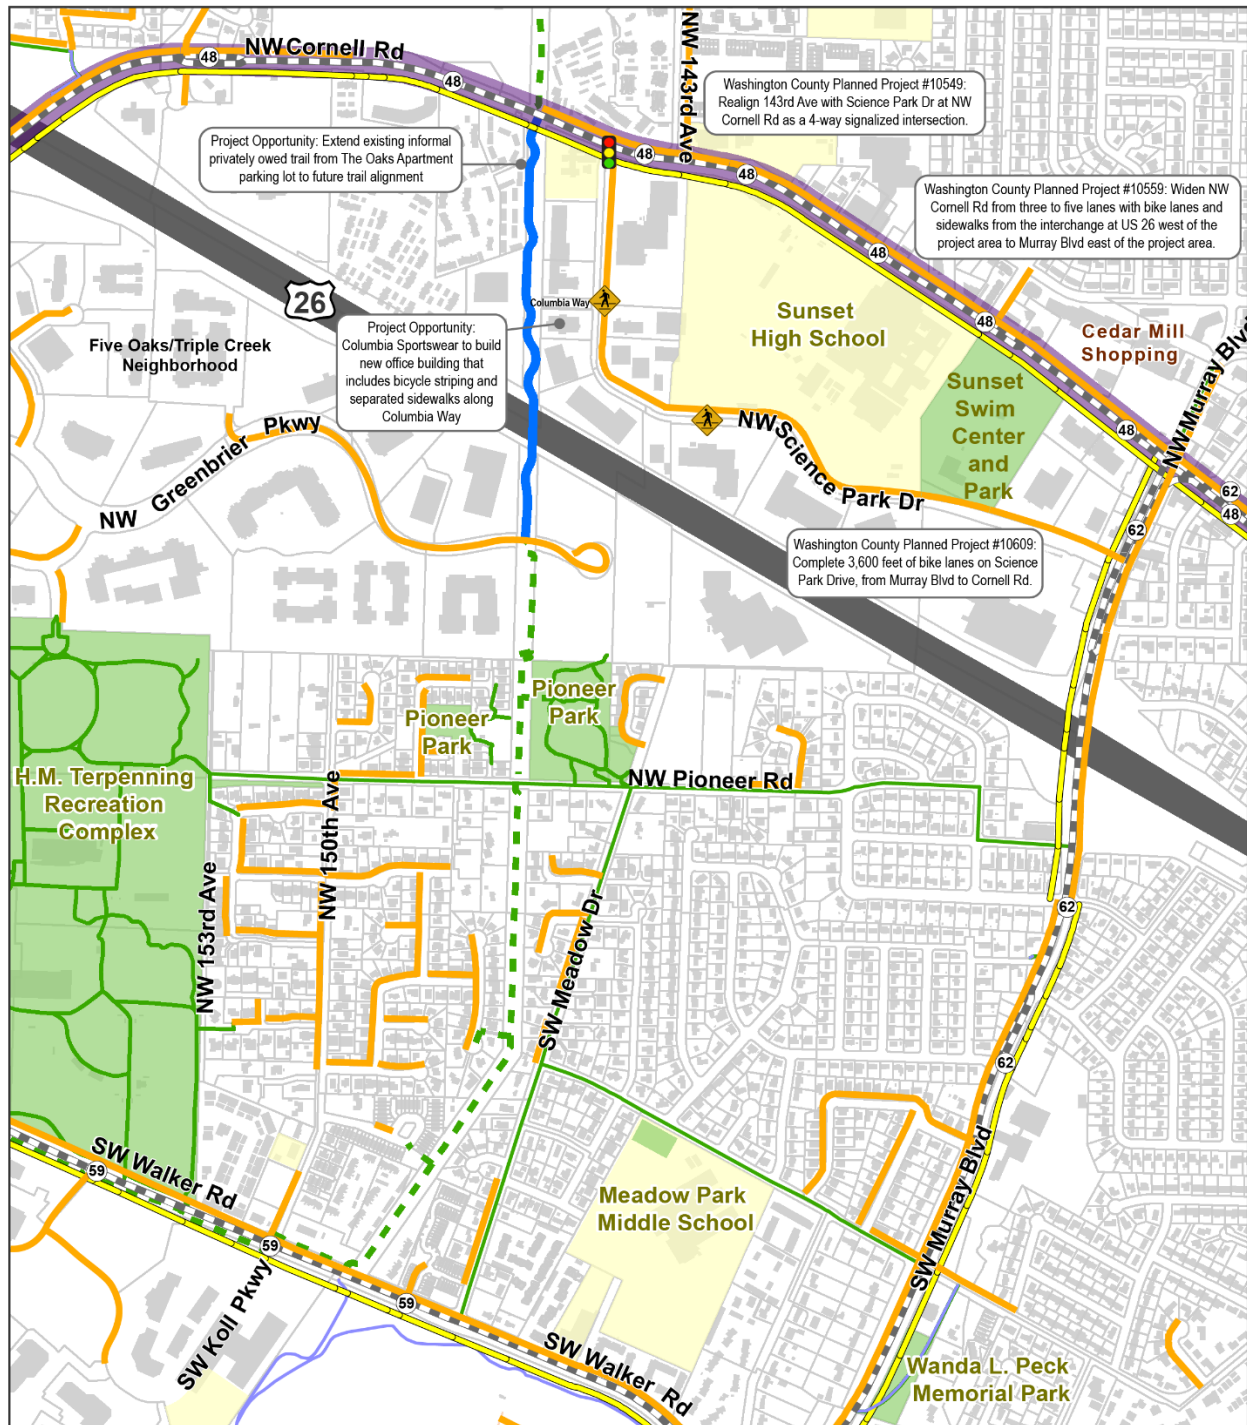 NW Cornell Rd
48
48
NW 143rd Ave
Washington County Planned Project #10549:
Realign 143rd Ave with Science Park Dr at NW
Cornell Rd as a 4-way signalized intersection.
Project Opportunity: Extend existing informal
privately owed trail from The Oaks Apartment
parking lot to future trail alignment
48
48
Washington County Planned Project #10559: Widen NW
Cornell Rd from three to five lanes with bike lanes and
sidewalks from the interchange at US 26 west of the
project area to Murray Blvd east of the project area.
48
26
Columbia Way
Sunset
High School
48
Cedar Mill
Shopping
Project Opportunity:
Columbia Sportswear to build
new office building that
includes bicycle striping and
separated sidewalks along
Columbia Way
Five Oaks/Triple Creek
Neighborhood
Sunset
Swim
Center
and
Park
NW Murray Blvd
48
NW Greenbrier Pkwy
NW Science Park Dr
62
48
62
Washington County Planned Project #10609:
Complete 3,600 feet of bike lanes on Science
Park Drive, from Murray Blvd to Cornell Rd.
Pioneer
Park
Pioneer
Park
H.M. Terpenning
Recreation
Complex
NW Pioneer Rd
NW 150th Ave
NW 153rd Ave
62
SW Meadow Dr
62
SW Walker Rd
59
Meadow Park
Middle School
SW Murray Blvd
59
SW Koll Pkwy
59
SW Walker Rd
Wanda L. Peck
Memorial Park